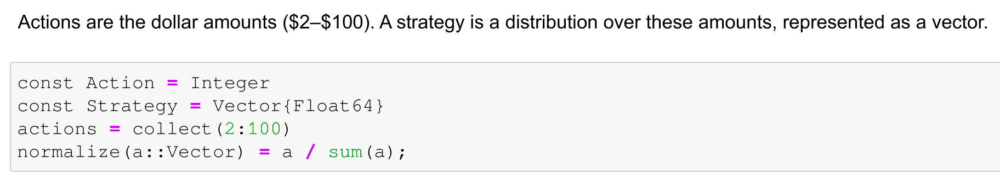 Actions are the dollar amounts ($2–$100). A strategy is a distribution over these amounts, represented as a vector.
const Action = Integer
const Strategy = Vector{Float64}
actions = collect(2:100)
normalize(a::Vector) = a / sum(a);